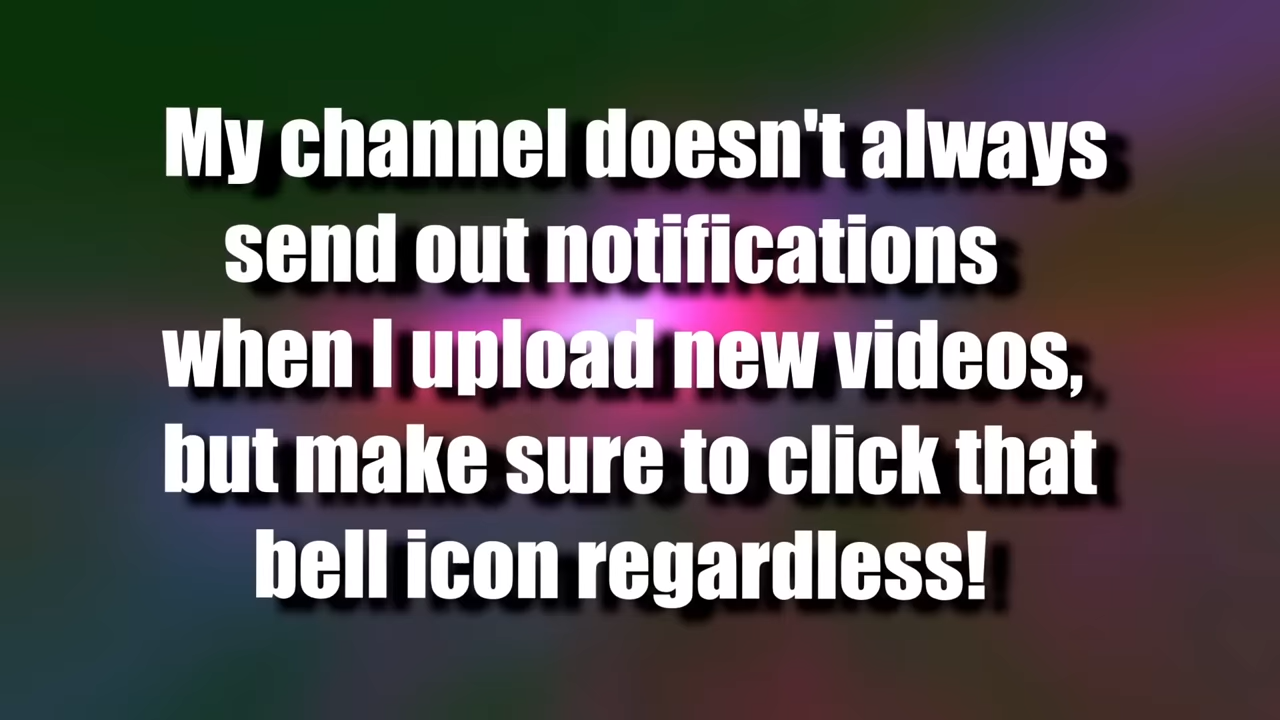 My channel doesn't always
send out notifications
when I upload new videos,
but make sure to click that
bell icon regardless!